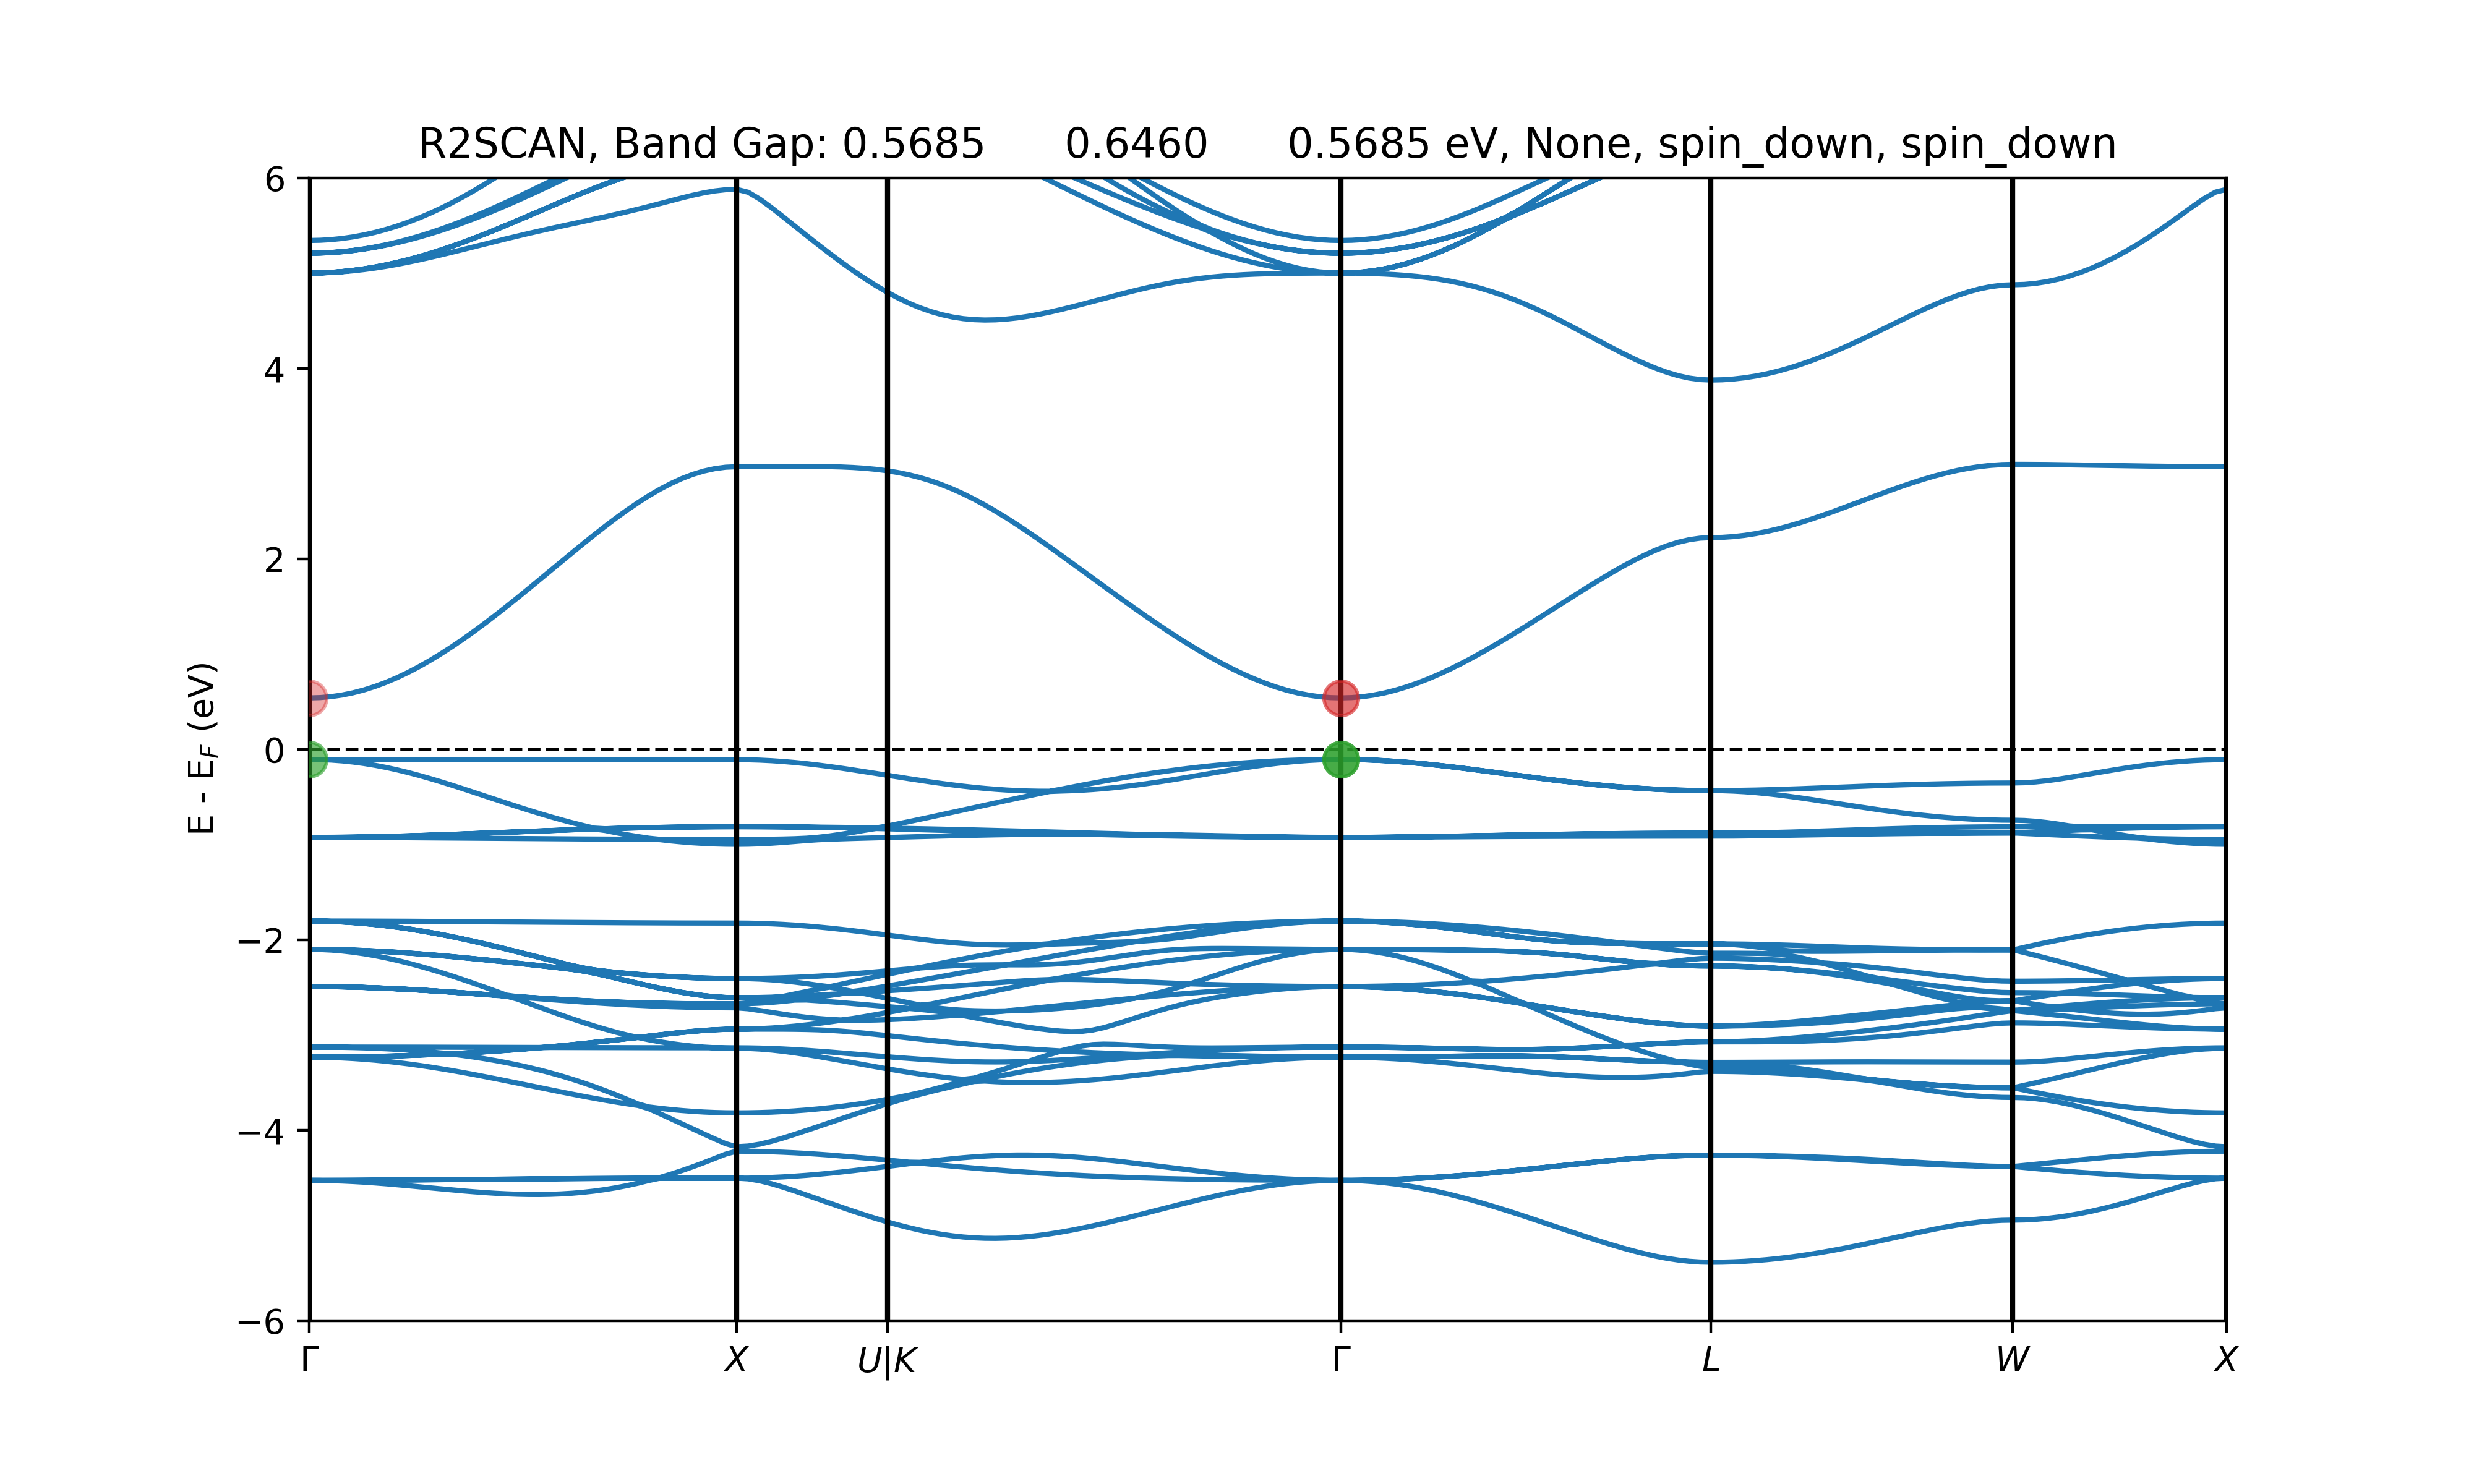 R2SCAN, Band Gap: 0.5685 0.6460 0.5685 eV, None, spin_down, spin_down
6
4
2
0
−2
−4
−6
E - E_F (eV)
Γ X U|K Γ L W X